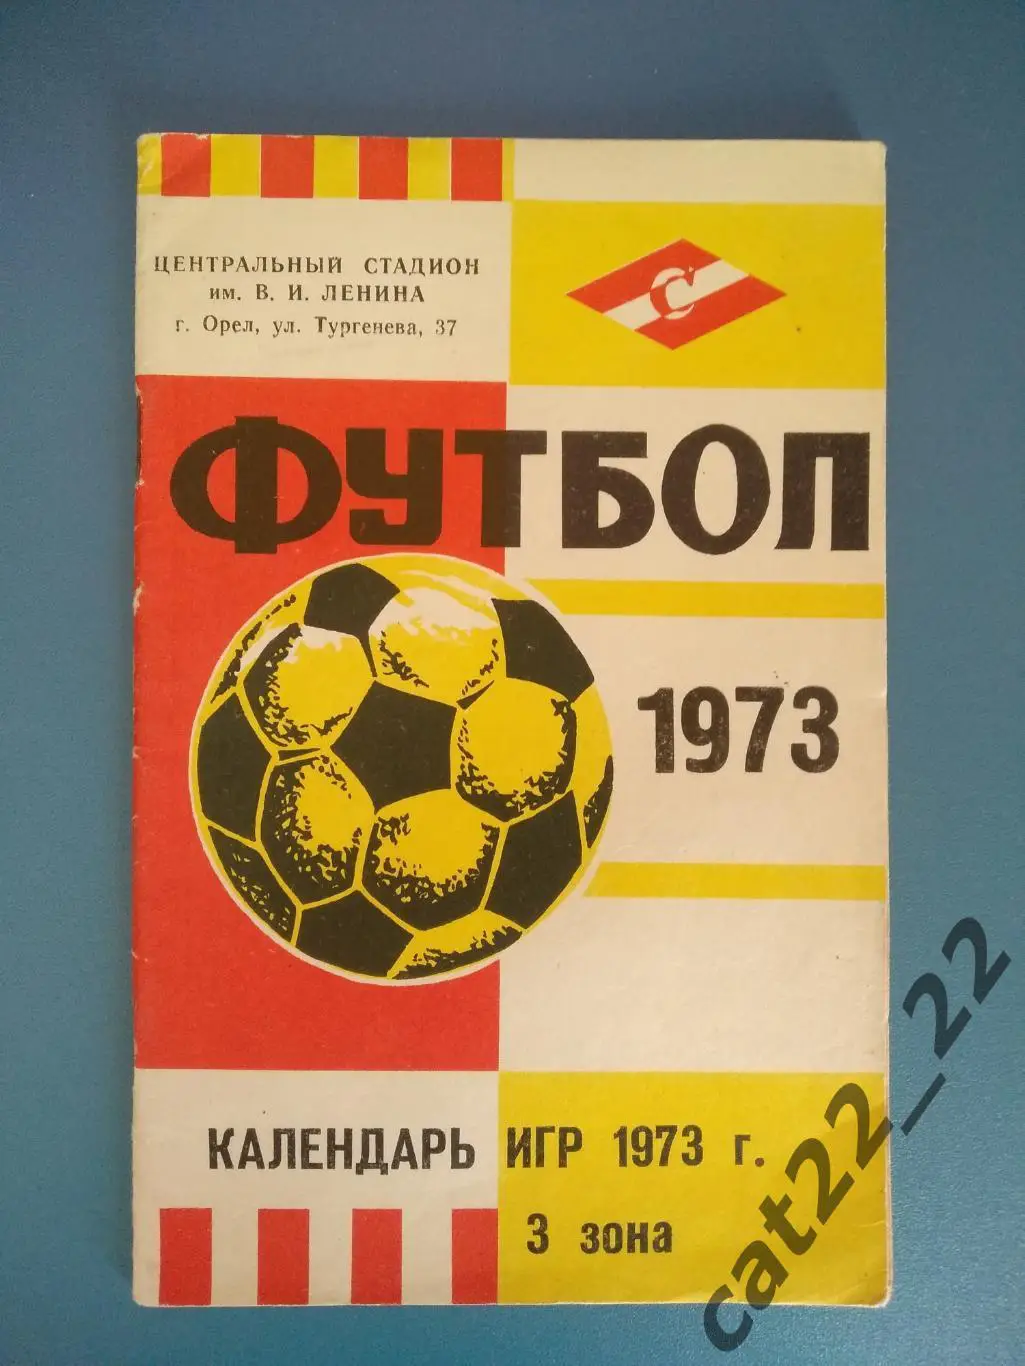 ЦЕНТРАЛЬНЫЙ СТАДИОН
им. В. И. ЛЕНИНА
г. Орел, ул. Тургенева, 37
С
ФУТБОЛ
1973
КАЛЕНДАРЬ ИГР 1973 г.
3 зона
cat22_22